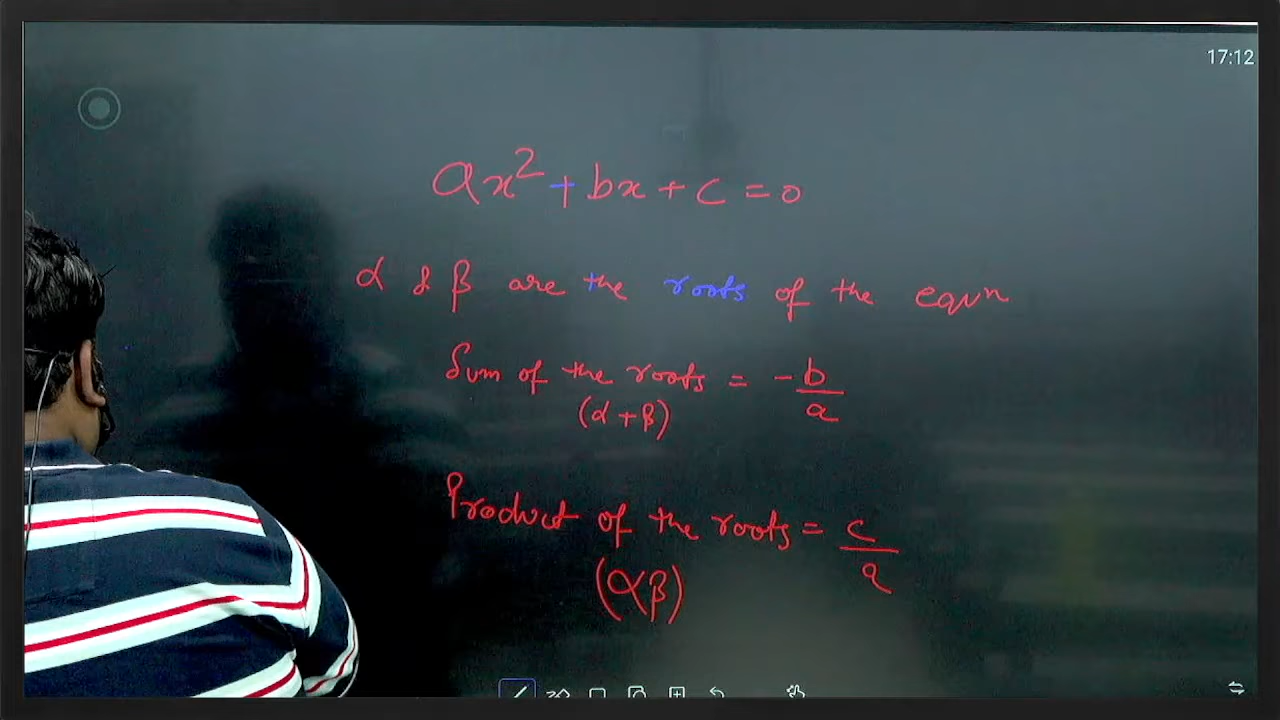 17:12
ax² + bx + c = 0
α & β are the roots of the equn
Sum of the roots = -b/a
(α + β)
Product of the roots = c/a
(αβ)